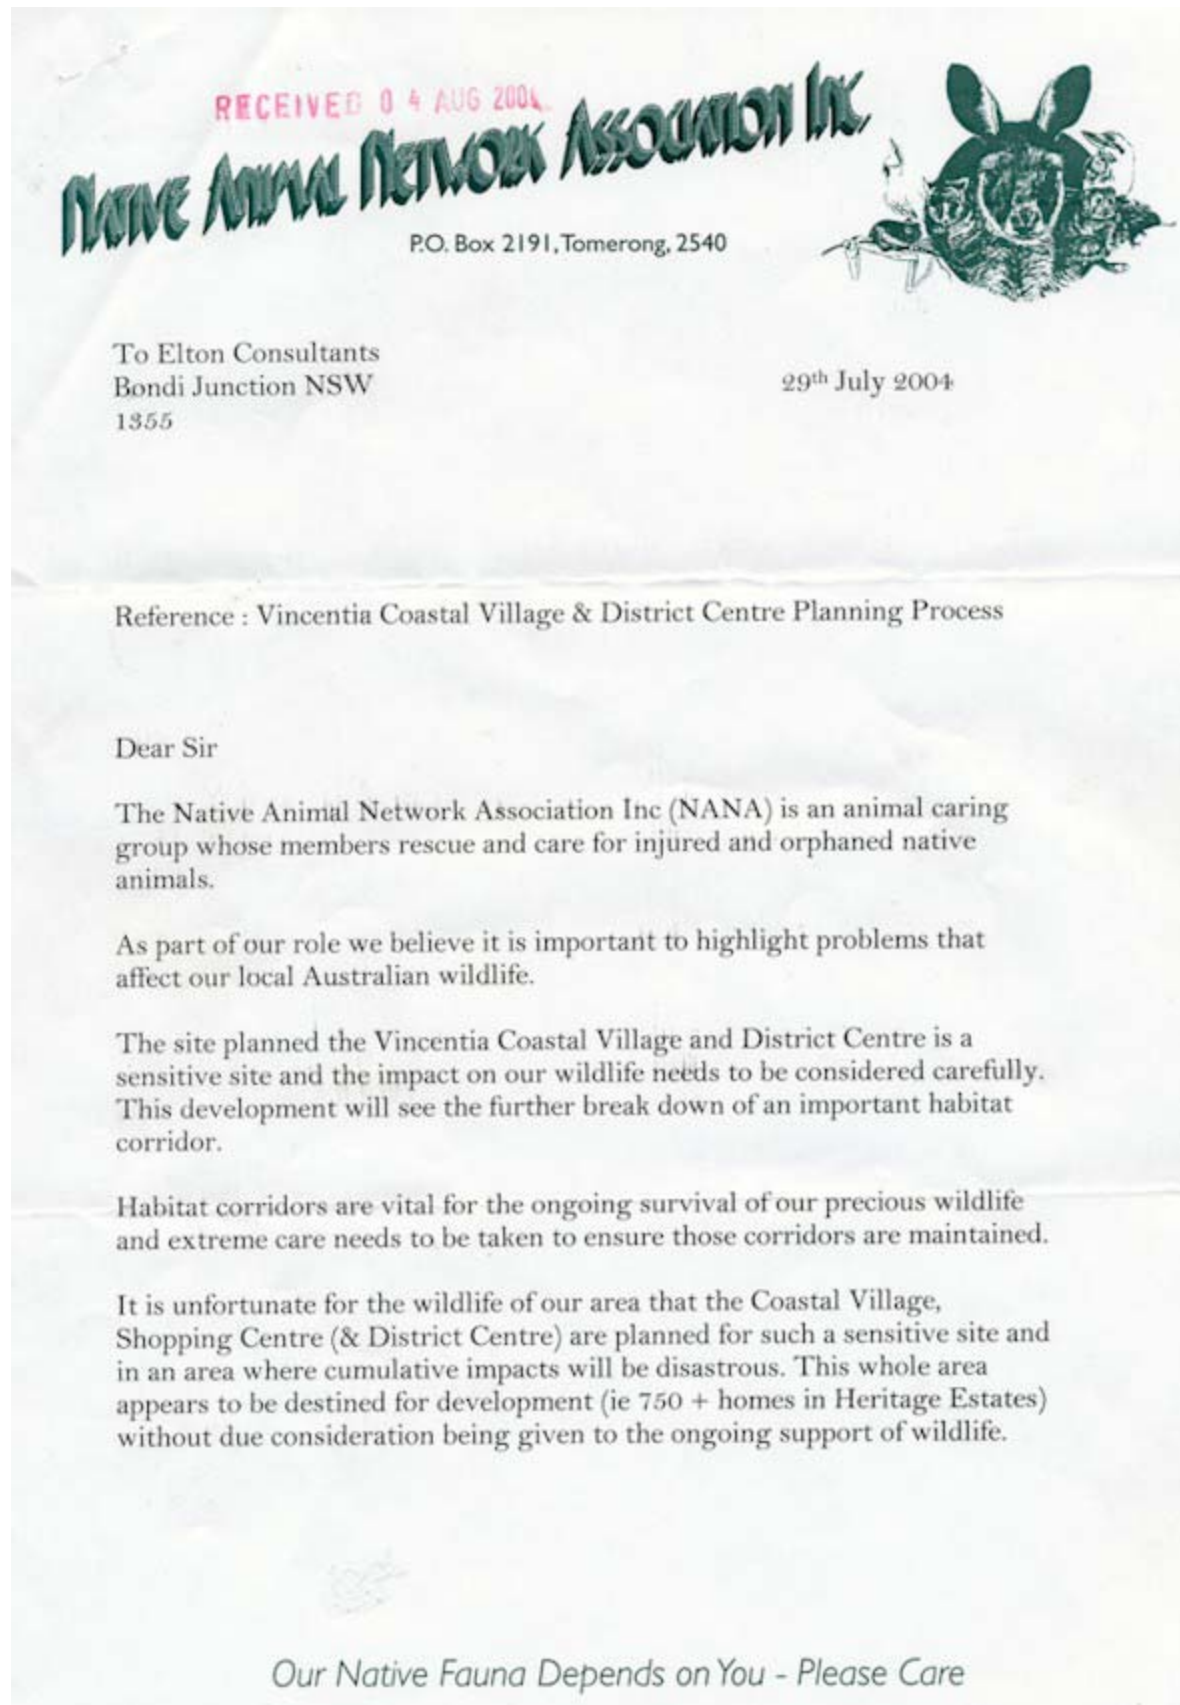 RECEIVED 0 4 AUG 2004
NATIVE ANIMAL NETWORK ASSOCIATION INC.
P.O. Box 2191, Tomerong, 2540
To Elton Consultants
Bondi Junction NSW
1355
29th July 2004
Reference : Vincentia Coastal Village & District Centre Planning Process
Dear Sir
The Native Animal Network Association Inc (NANA) is an animal caring
group whose members rescue and care for injured and orphaned native
animals.
As part of our role we believe it is important to highlight problems that
affect our local Australian wildlife.
The site planned the Vincentia Coastal Village and District Centre is a
sensitive site and the impact on our wildlife needs to be considered carefully.
This development will see the further break down of an important habitat
corridor.
Habitat corridors are vital for the ongoing survival of our precious wildlife
and extreme care needs to be taken to ensure those corridors are maintained.
It is unfortunate for the wildlife of our area that the Coastal Village,
Shopping Centre (& District Centre) are planned for such a sensitive site and
in an area where cumulative impacts will be disastrous. This whole area
appears to be destined for development (ie 750 + homes in Heritage Estates)
without due consideration being given to the ongoing support of wildlife.
Our Native Fauna Depends on You - Please Care